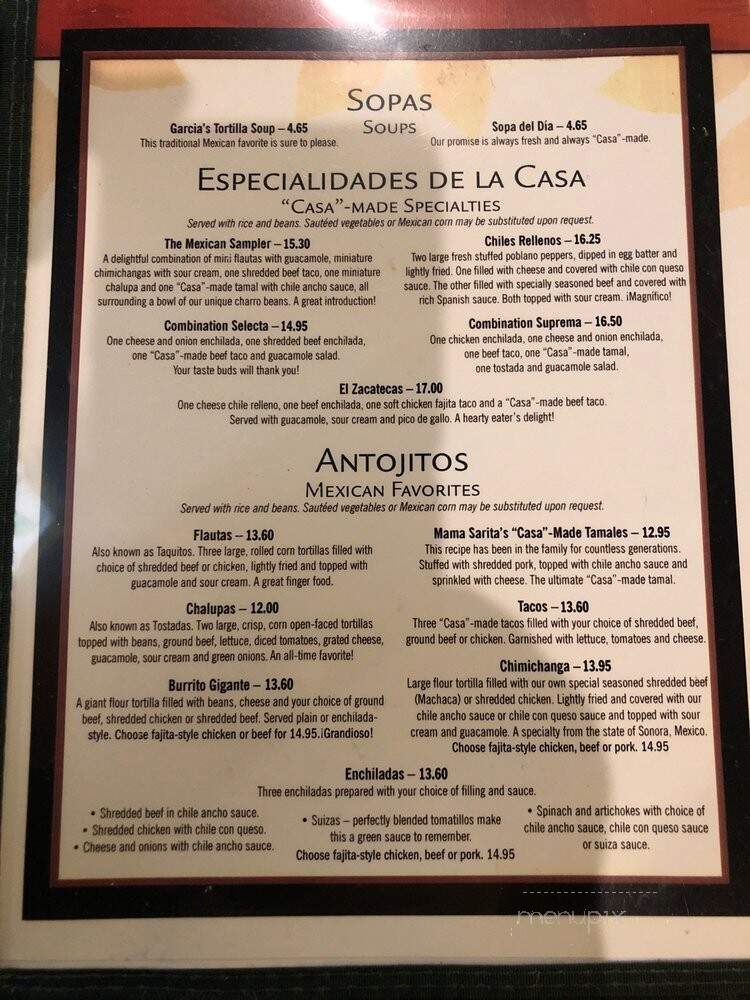 SOPAS
SOUPS
Garcia's Tortilla Soup – 4.65
This traditional Mexican favorite is sure to please.
Sopa del Día – 4.65
Our promise is always fresh and always "Casa"-made.
ESPECIALIDADES DE LA CASA
"CASA"-MADE SPECIALTIES
Served with rice and beans. Sautéed vegetables or Mexican corn may be substituted upon request.
The Mexican Sampler – 15.30
A delightful combination of mini flautas with guacamole, miniature
chimichangas with sour cream, one shredded beef taco, one miniature
chalupa and one "Casa"-made tamal with chile ancho sauce, all
surrounding a bowl of our unique charro beans. A great introduction!
Chiles Rellenos – 16.25
Two large fresh stuffed poblano peppers, dipped in egg batter and
lightly fried. One filled with cheese and covered with chile con queso
sauce. The other filled with specially seasoned beef and covered with
rich Spanish sauce. Both topped with sour cream. ¡Magnífico!
Combination Selecta – 14.95
One cheese and onion enchilada, one shredded beef enchilada,
one "Casa"-made beef taco and guacamole salad.
Your taste buds will thank you!
Combination Suprema – 16.50
One chicken enchilada, one cheese and onion enchilada,
one beef taco, one "Casa"-made tamal,
one tostada and guacamole salad.
El Zacatecas – 17.00
One cheese chile relleno, one beef enchilada, one soft chicken fajita taco and a "Casa"-made beef taco.
Served with guacamole, sour cream and pico de gallo. A hearty eater's delight!
ANTOJITOS
MEXICAN FAVORITES
Served with rice and beans. Sautéed vegetables or Mexican corn may be substituted upon request.
Flautas – 13.60
Also known as Taquitos. Three large, rolled corn tortillas filled with
choice of shredded beef or chicken, lightly fried and topped with
guacamole and sour cream. A great finger food.
Mama Sarita's "Casa"-Made Tamales – 12.95
This recipe has been in the family for countless generations.
Stuffed with shredded pork, topped with chile ancho sauce and
sprinkled with cheese. The ultimate "Casa"-made tamal.
Chalupas – 12.00
Also known as Tostadas. Two large, crisp, corn open-faced tortillas
topped with beans, ground beef, lettuce, diced tomatoes, grated cheese,
guacamole, sour cream and green onions. An all-time favorite!
Tacos – 13.60
Three "Casa"-made tacos filled with your choice of shredded beef,
ground beef or chicken. Garnished with lettuce, tomatoes and cheese.
Burrito Gigante – 13.60
A giant flour tortilla filled with beans, cheese and your choice of ground
beef, shredded chicken or shredded beef. Served plain or enchilada-
style. Choose fajita-style chicken or beef for 14.95.¡Grandioso!
Chimichanga – 13.95
Large flour tortilla filled with our own special seasoned shredded beef
(Machaca) or shredded chicken. Lightly fried and covered with our
chile ancho sauce or chile con queso sauce and topped with sour
cream and guacamole. A specialty from the state of Sonora, Mexico.
Choose fajita-style chicken, beef or pork. 14.95
Enchiladas – 13.60
Three enchiladas prepared with your choice of filling and sauce.
• Shredded beef in chile ancho sauce.
• Shredded chicken with chile con queso.
• Cheese and onions with chile ancho sauce.
• Suizas – perfectly blended tomatillos make
this a green sauce to remember.
Choose fajita-style chicken, beef or pork. 14.95
• Spinach and artichokes with choice of
chile ancho sauce, chile con queso sauce
or suiza sauce.
menupix